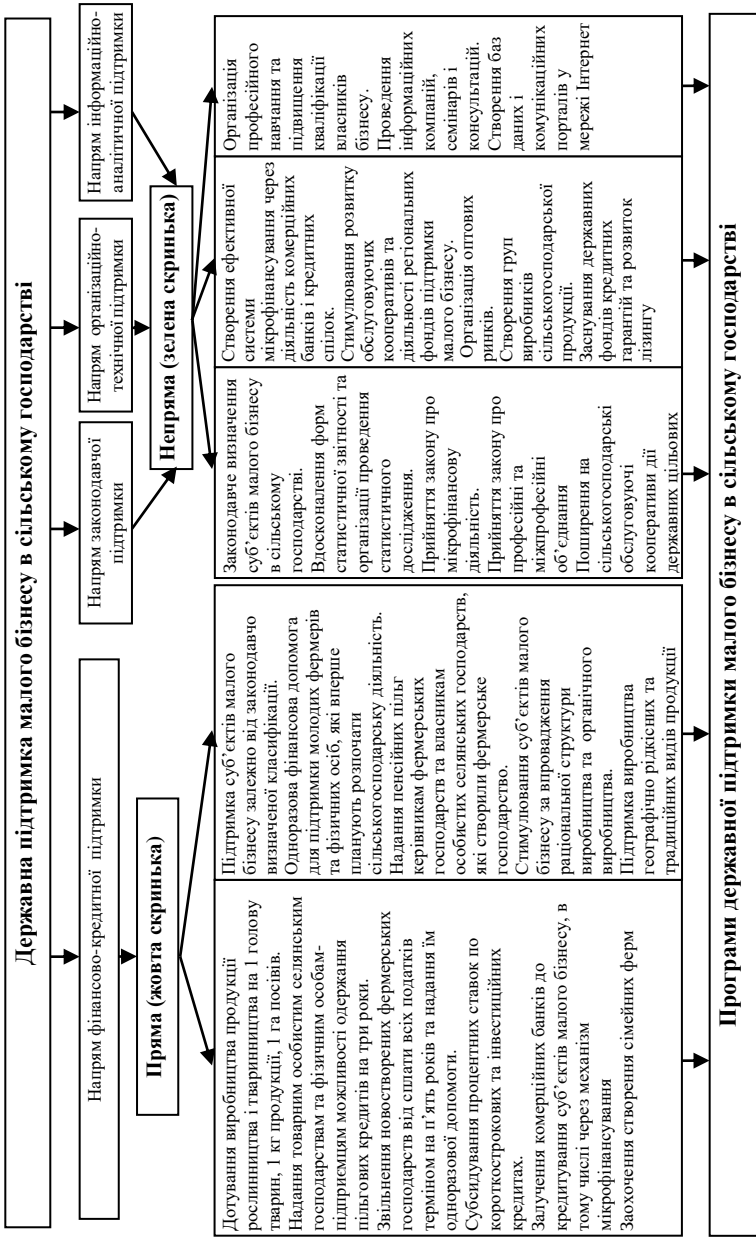 Державна підтримка малого бізнесу в сільському господарстві
Напрям фінансово-кредитної підтримки
Напрям законодавчої
підтримки
Напрям організаційно-
технічної підтримки
Напрям інформаційно-
аналітичної підтримки
Пряма (жовта скринька)
Непряма (зелена скринька)
Дотування виробництва продукції
рослинництва і тваринництва на 1 голову
тварин, 1 кг продукції, 1 га посівів.
Надання товарним особистим селянським
господарствам та фізичним особам-
підприємцям можливості одержання
пільгових кредитів на три роки.
Звільнення новостворених фермерських
господарств від сплати всіх податків
терміном на п’ять років та надання їм
одноразової допомоги.
Субсидування процентних ставок по
короткострокових та інвестиційних
кредитах.
Залучення комерційних банків до
кредитування суб’єктів малого бізнесу, в
тому числі через механізм
мікрофінансування
Заохочення створення сімейних ферм
Підтримка суб’єктів малого
бізнесу залежно від законодавчо
визначеної класифікації.
Одноразова фінансова допомога
для підтримки молодих фермерів
та фізичних осіб, які вперше
планують розпочати
сільськогосподарську діяльність.
Надання пенсійних пільг
керівникам фермерських
господарств та власникам
особистих селянських господарств,
які створили фермерське
господарство.
Стимулювання суб’єктів малого
бізнесу за впровадження
раціональної структури
виробництва та органічного
виробництва.
Підтримка виробництва
географічно рідкісних та
традиційних видів продукції
Законодавче визначення
суб’єктів малого бізнесу
в сільському
господарстві.
Вдосконалення форм
статистичної звітності та
організації проведення
статистичного
дослідження.
Прийняття закону про
мікрофінансову
діяльність.
Прийняття закону про
професійні та
міжпрофесійні
об’єднання
Поширення на
сільськогосподарські
обслуговуючі
кооперативи дії
державних цільових
Створення ефективної
системи
мікрофінансування через
діяльність комерційних
банків і кредитних
спілок.
Стимулювання розвитку
обслуговуючих
кооперативів та
діяльності регіональних
фондів підтримки
малого бізнесу.
Організація оптових
ринків.
Створення груп
виробників
сільськогосподарської
продукції.
Заснування державних
фондів кредитних
гарантій та розвиток
лізингу
Організація
професійного
навчання та
підвищення
кваліфікації
власників
бізнесу.
Проведення
інформаційних
компаній,
семінарів і
консультацій.
Створення баз
даних і
комунікаційних
порталів у
мережі Інтернет
Програми державної підтримки малого бізнесу в сільському господарстві